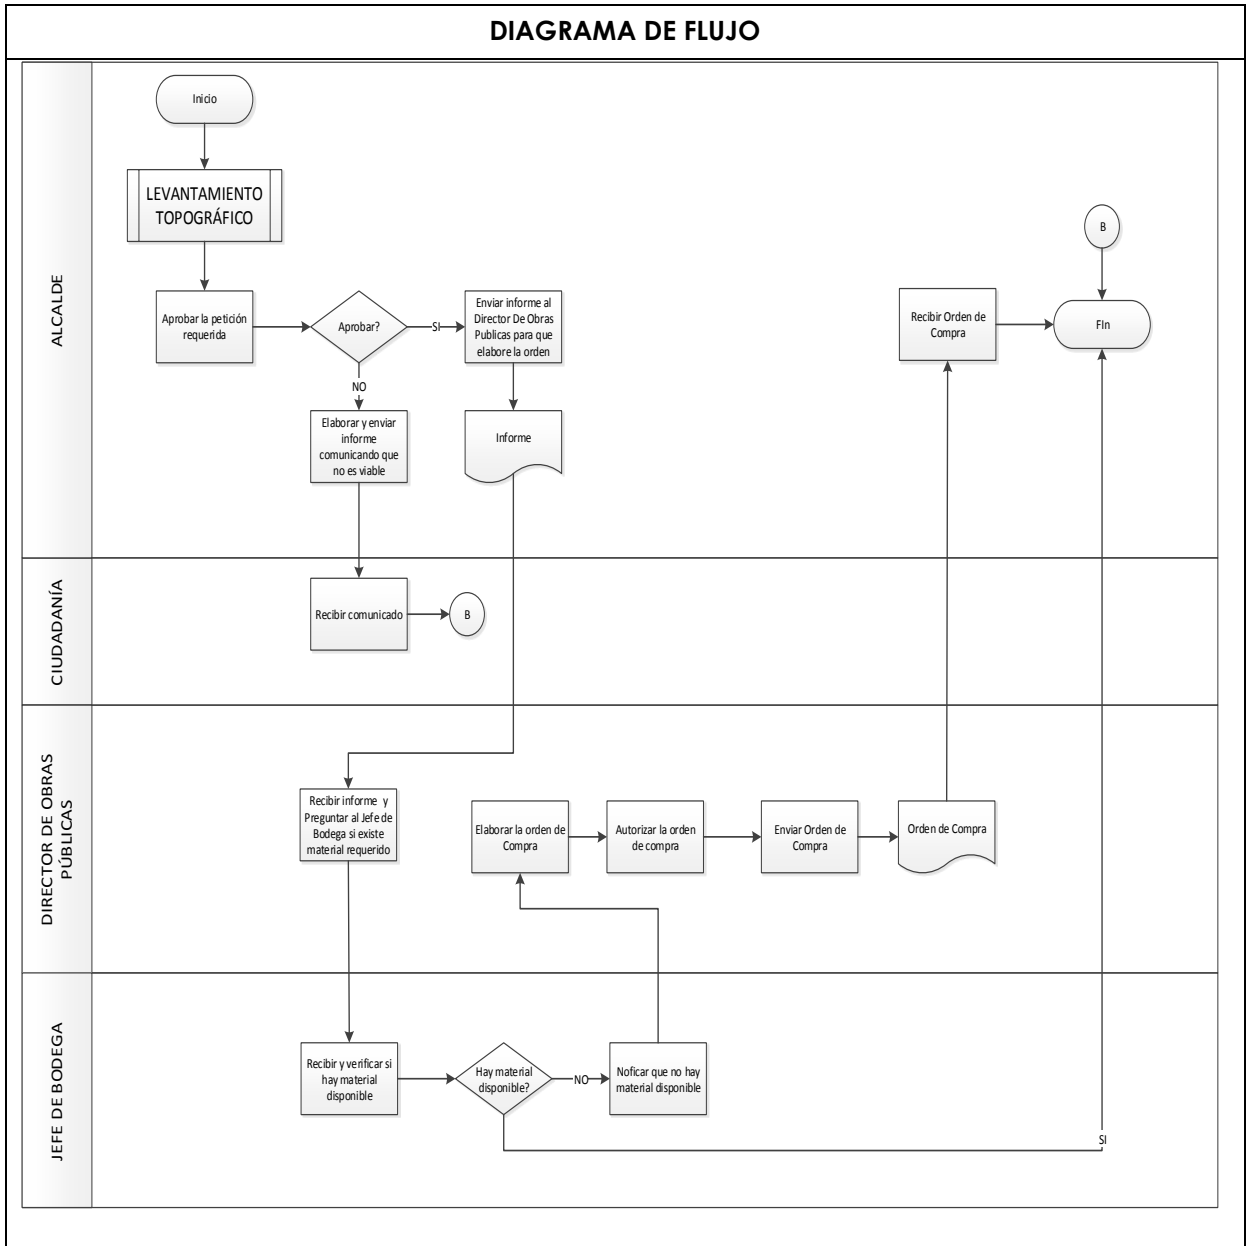 DIAGRAMA DE FLUJO
ALCALDE
Inicio
LEVANTAMIENTO
TOPOGRÁFICO
Aprobar la petición
requerida
Aprobar?
SI
NO
Enviar informe al
Director De Obras
Publicas para que
elabore la orden
Elaborar y enviar
informe
comunicando que
no es viable
Informe
Recibir Orden de
Compra
B
FIn
CIUDADANÍA
Recibir comunicado
B
DIRECTOR DE OBRAS
PÚBLICAS
Recibir informe y
Preguntar al Jefe de
Bodega si existe
material requerido
Elaborar la orden de
Compra
Autorizar la orden
de compra
Enviar Orden de
Compra
Orden de Compra
JEFE DE BODEGA
Recibir y verificar si
hay material
disponible
Hay material
disponible?
NO
Noficar que no hay
material disponible
SI